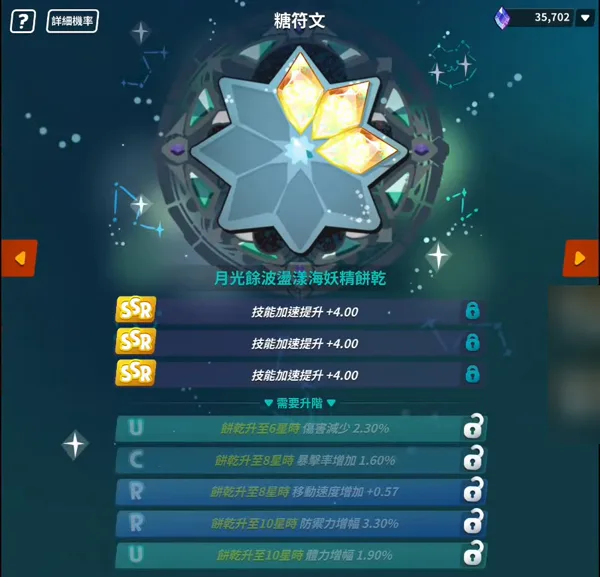 ? 詳細機率 糖符文 35,702
月光餘波盪漾海妖精餅乾
SSR 技能加速提升 +4.00
SSR 技能加速提升 +4.00
SSR 技能加速提升 +4.00
需要升階
U 餅乾升至6星時 傷害減少 2.30%
C 餅乾升至8星時 暴擊率增加 1.60%
R 餅乾升至8星時 移動速度增加 +0.57
R 餅乾升至10星時 防禦力增幅 3.30%
U 餅乾升至10星時 體力增幅 1.90%